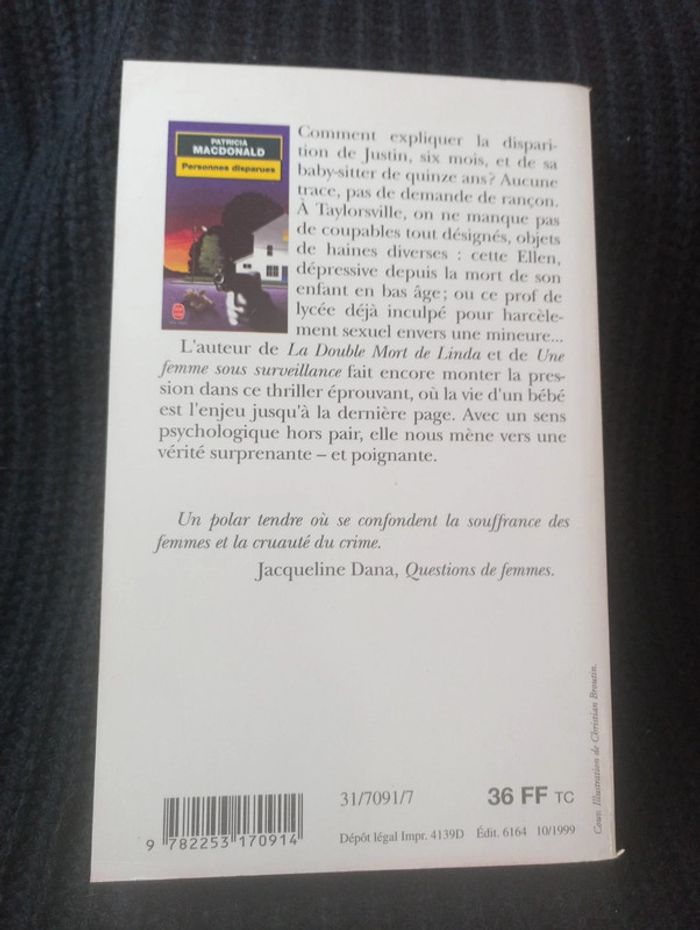 PATRICIA
MACDONALD
Personnes disparues
Comment expliquer la dispari-
tion de Justin, six mois, et de sa
baby-sitter de quinze ans? Aucune
trace, pas de demande de rançon.
À Taylorsville, on ne manque pas
de coupables tout désignés, objets
de haines diverses : cette Ellen,
dépressive depuis la mort de son
enfant en bas âge; ou ce prof de
lycée déjà inculpé pour harcèle-
ment sexuel envers une mineure...
L'auteur de La Double Mort de Linda et de Une
femme sous surveillance fait encore monter la pres-
sion dans ce thriller éprouvant, où la vie d'un bébé
est l'enjeu jusqu'à la dernière page. Avec un sens
psychologique hors pair, elle nous mène vers une
vérité surprenante – et poignante.
Un polar tendre où se confondent la souffrance des
femmes et la cruauté du crime.
Jacqueline Dana, Questions de femmes.
Couv. Illustration de Christian Broutin.
31/7091/7
36 FF TC
9 782253 170914
Dépôt légal Impr. 4139D Édit. 6164 10/1999